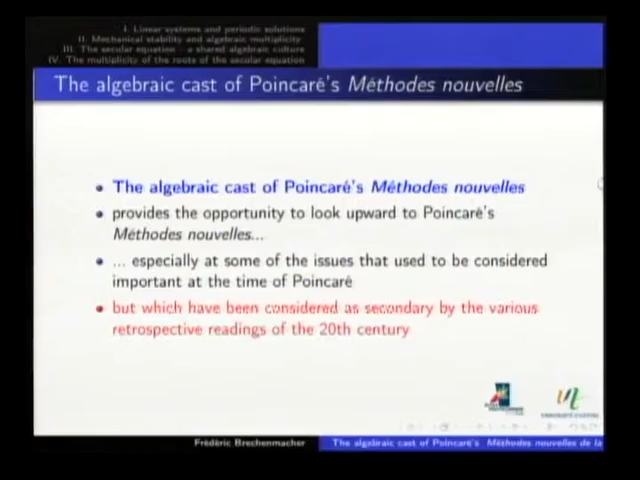 I. Linear systems and periodic solutions
II. Mechanical stability and algebraic multiplicity
III. The secular equation - a shared algebraic culture
IV. The multiplicity of the roots of the secular equation
The algebraic cast of Poincaré's Méthodes nouvelles
The algebraic cast of Poincaré's Méthodes nouvelles
provides the opportunity to look upward to Poincaré's
Méthodes nouvelles...
... especially at some of the issues that used to be considered
important at the time of Poincaré
but which have been considered as secondary by the various
retrospective readings of the 20th century
Frédéric Brechenmacher
The algebraic cast of Poincaré's Méthodes nouvelles de la